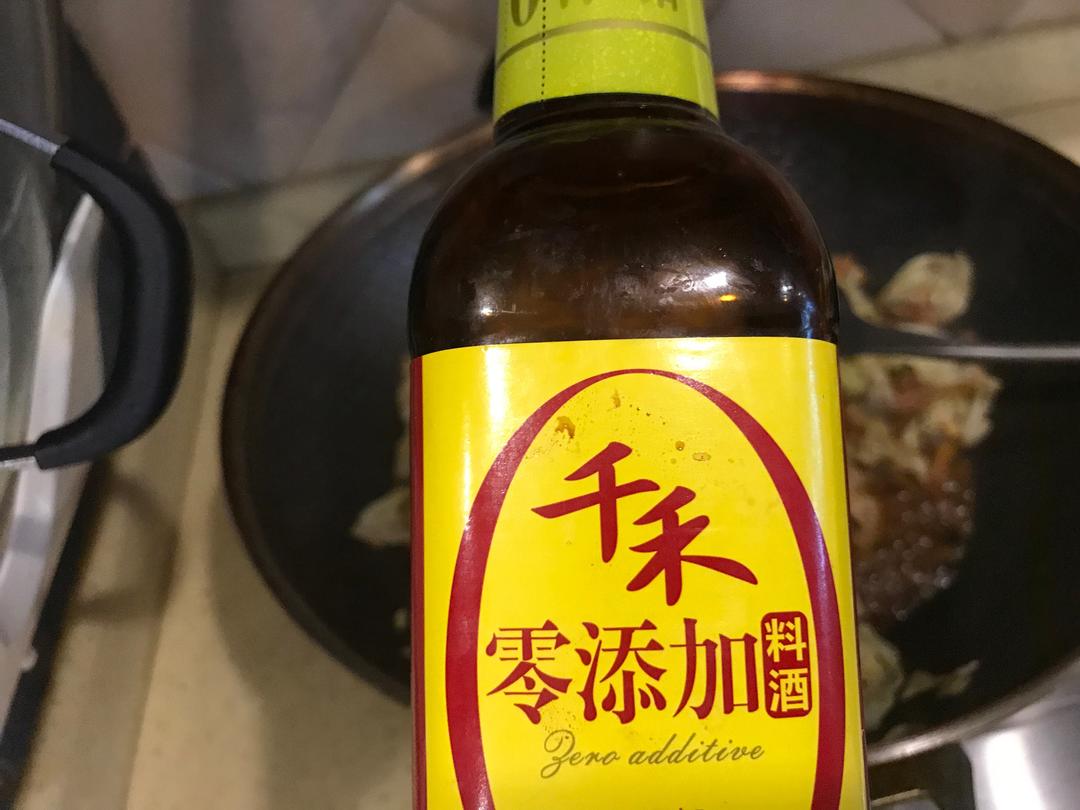 千禾
零添加
料酒
Zero additive